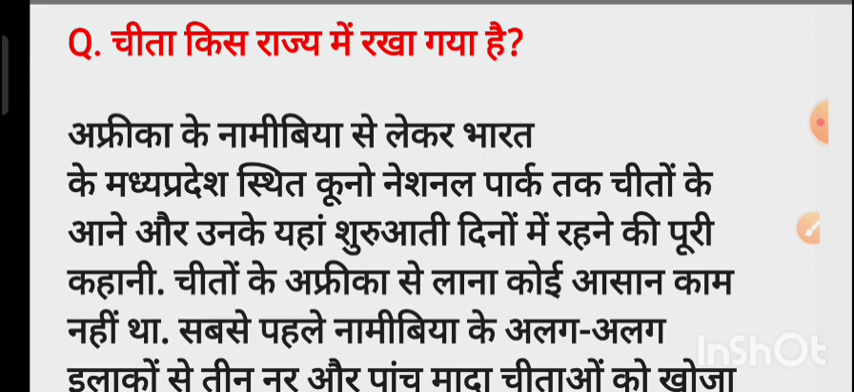 Q. चीता किस राज्य में रखा गया है?
अफ्रीका के नामीबिया से लेकर भारत
के मध्यप्रदेश स्थित कूनो नेशनल पार्क तक चीतों के
आने और उनके यहां शुरुआती दिनों में रहने की पूरी
कहानी. चीतों के अफ्रीका से लाना कोई आसान काम
नहीं था. सबसे पहले नामीबिया के अलग-अलग
इलाकों से तीन नर और पांच मादा चीताओं को खोजा
InShOt